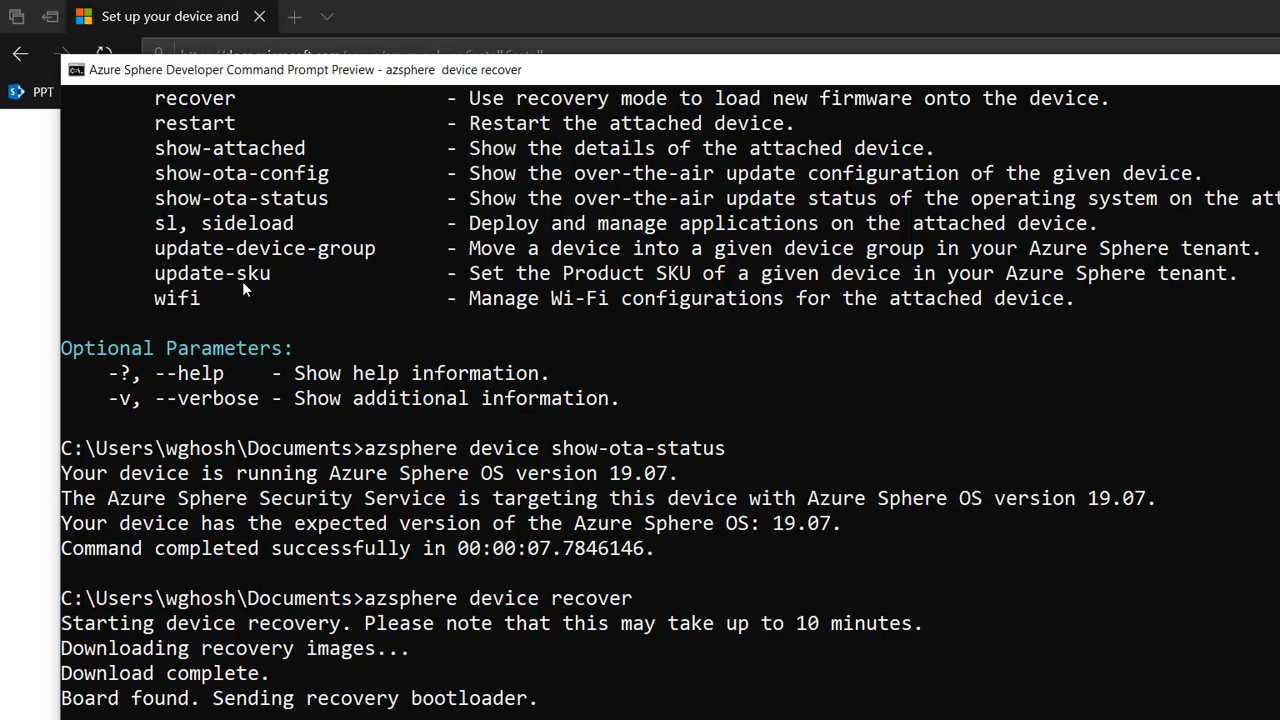 Set up your device and
PPT
Azure Sphere Developer Command Prompt Preview - azsphere  device recover
recover - Use recovery mode to load new firmware onto the device.
restart - Restart the attached device.
show-attached - Show the details of the attached device.
show-ota-config - Show the over-the-air update configuration of the given device.
show-ota-status - Show the over-the-air update status of the operating system on the
sl, sideload - Deploy and manage applications on the attached device.
update-device-group - Move a device into a given device group in your Azure Sphere tenant.
update-sku - Set the Product SKU of a given device in your Azure Sphere tenant.
wifi - Manage Wi-Fi configurations for the attached device.
Optional Parameters:
-?, --help - Show help information.
-v, --verbose - Show additional information.
C:\Users\wghosh\Documents>azsphere device show-ota-status
Your device is running Azure Sphere OS version 19.07.
The Azure Sphere Security Service is targeting this device with Azure Sphere OS version 19.07.
Your device has the expected version of the Azure Sphere OS: 19.07.
Command completed successfully in 00:00:07.7846146.
C:\Users\wghosh\Documents>azsphere device recover
Starting device recovery. Please note that this may take up to 10 minutes.
Downloading recovery images...
Download complete.
Board found. Sending recovery bootloader.